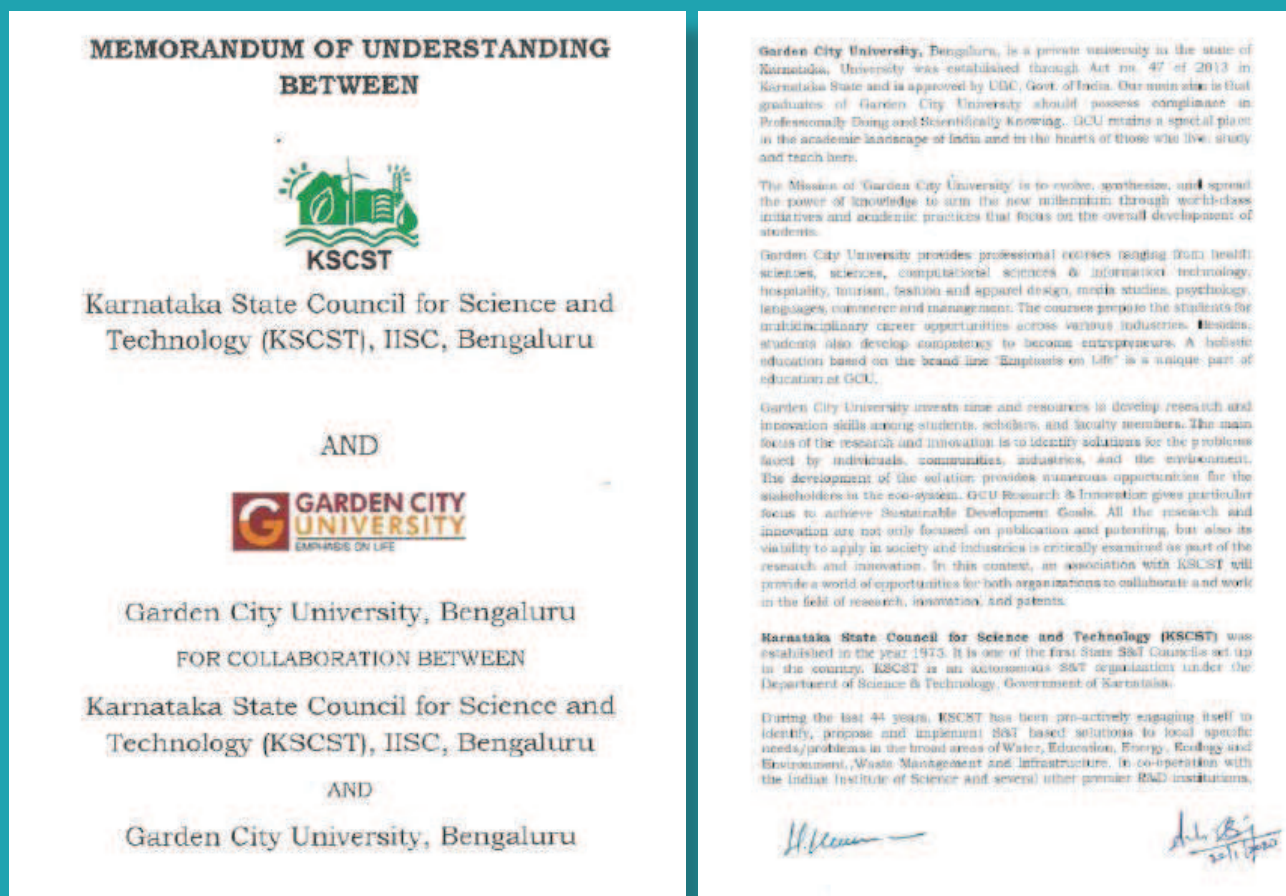 MEMORANDUM OF UNDERSTANDING
BETWEEN
KSCST
Karnataka State Council for Science and
Technology (KSCST), IISC, Bengaluru
AND
G GARDEN CITY
UNIVERSITY
EMPHASIS ON LIFE
Garden City University, Bengaluru
FOR COLLABORATION BETWEEN
Karnataka State Council for Science and
Technology (KSCST), IISC, Bengaluru
AND
Garden City University, Bengaluru
Garden City University, Bengaluru, is a private university in the state of
Karnataka, University was established through Act no. 47 of 2013 in
Karnataka State and is approved by UGC, Govt. of India. Our main aim is that
graduates of Garden City University should possess compliance in
Professionally Doing and Scientifically Knowing,. GCU retains a special place
in the academic landscape of India and in the hearts of those who live, study
and teach here.
The Mission of 'Garden City University' is to evolve, synthesize, and spread
the power of knowledge to arm the new millennium through world-class
initiatives and academic practices that focus on the overall development of
students.
Garden City University provides professional courses ranging from health
sciences, sciences, computational sciences & information technology,
hospitality, tourism, fashion and apparel design, media studies, psychology,
languages, commerce and management. The courses prepare the students for
multidisciplinary career opportunities across various industries. Besides,
students also develop competency to become entrepreneurs. A holistic
education based on the brand line "Emphasis on Life" is a unique part of
education at GCU.
Garden City University invests time and resources to develop research and
innovation skills among students, scholars, and faculty members. The main
focus of the research and innovation is to identify solutions for the problems
faced by individuals, communities, industries, and the environment.
The development of the solution provides numerous opportunities for the
stakeholders in the eco-system. GCU Research & Innovation gives particular
focus to achieve Sustainable Development Goals. All the research and
innovation are not only focused on publication and patenting, but also its
viability to apply in society and industries is critically examined as part of the
research and innovation. In this context, an association with KSCST will
provide a world of opportunities for both organizations to collaborate and work
in the field of research, innovation, and patents.
Karnataka State Council for Science and Technology (KSCST) was
established in the year 1975. It is one of the first State S&T Councils set up
in the country. KSCST is an autonomous S&T organization under the
Department of Science & Technology, Government of Karnataka.
During the last 44 years, KSCST has been pro-actively engaging itself to
identify, propose and implement S&T based solutions to local specific
needs/problems in the broad areas of Water, Education, Energy, Ecology and
Environment, Waste Management and Infrastructure. In co-operation with
the Indian Institute of Science and several other premier R&D institutions,